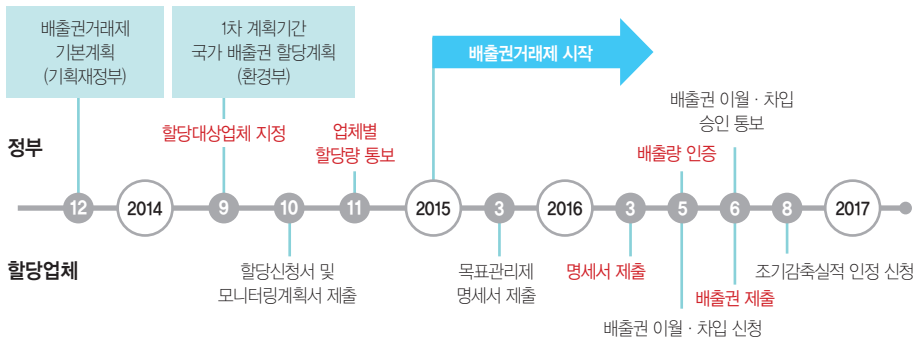 배출권거래제
기본계획
(기획재정부)
1차 계획기간
국가 배출권 할당계획
(환경부)
배출권거래제 시작
정부
할당대상업체 지정
업체별
할당량 통보
배출권 이월 · 차입
승인 통보
배출량 인증
12
2014
9
10
11
2015
3
2016
3
5
6
8
2017
할당업체
할당신청서 및
모니터링계획서 제출
목표관리제
명세서 제출
명세서 제출
배출권 이월 · 차입 신청
배출권 제출
조기감축실적 인정 신청